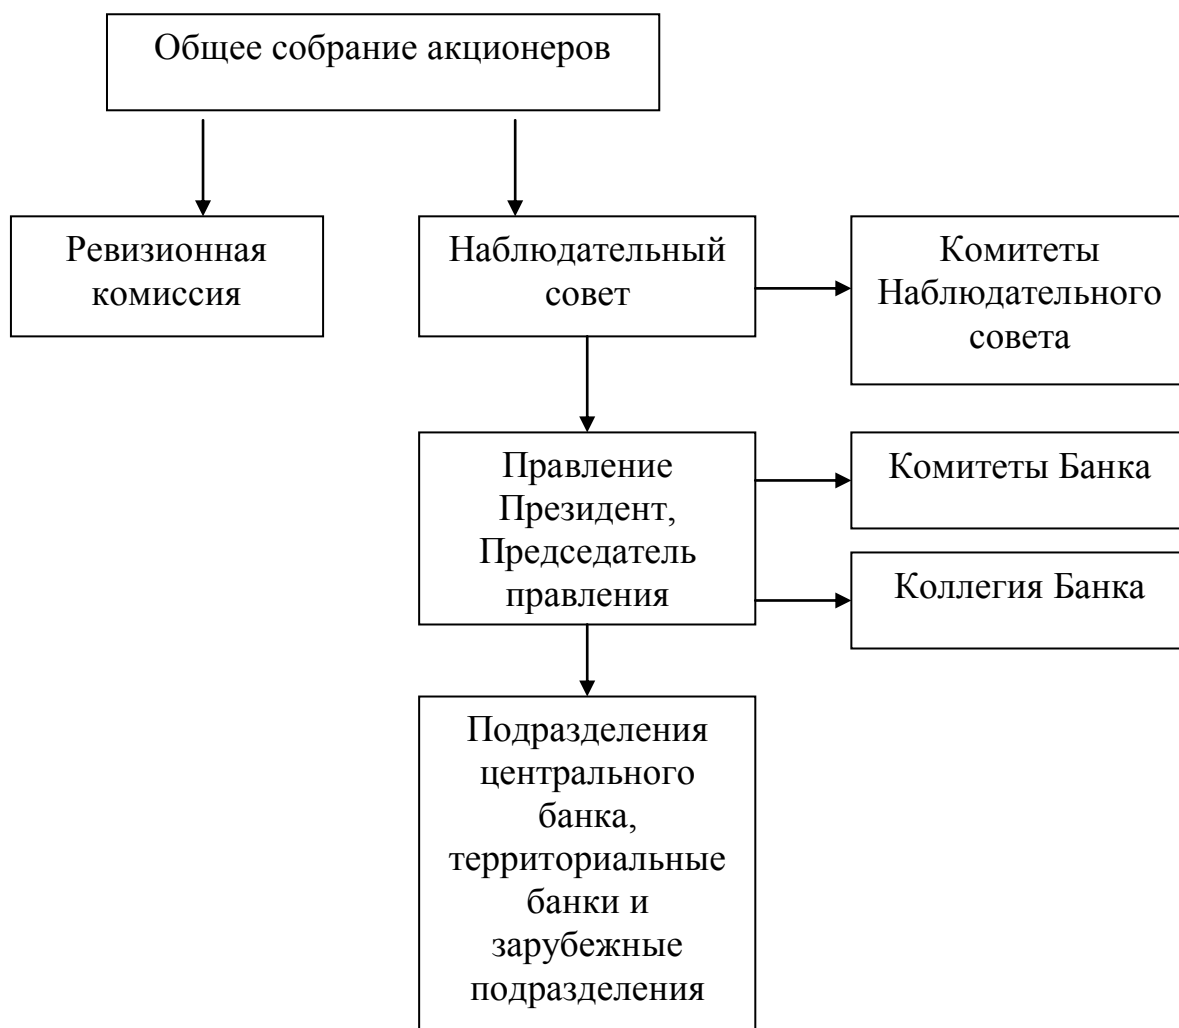 Общее собрание акционеров
Ревизионная
комиссия
Наблюдательный
совет
Комитеты
Наблюдательного
совета
Правление
Президент,
Председатель
правления
Комитеты Банка
Коллегия Банка
Подразделения
центрального
банка,
территориальные
банки и
зарубежные
подразделения